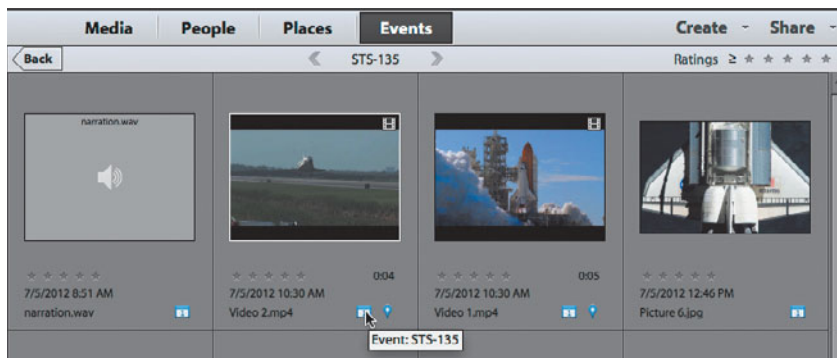 Media People Places Events Create Share
Back STS-135 Ratings ≥
narration.wav
0:04 0:05
7/5/2012 8:51 AM 7/5/2012 10:30 AM 7/5/2012 10:30 AM 7/5/2012 12:46 PM
narration.wav Video 2.mp4 Video 1.mp4 Picture 6.jpg
Event: STS-135